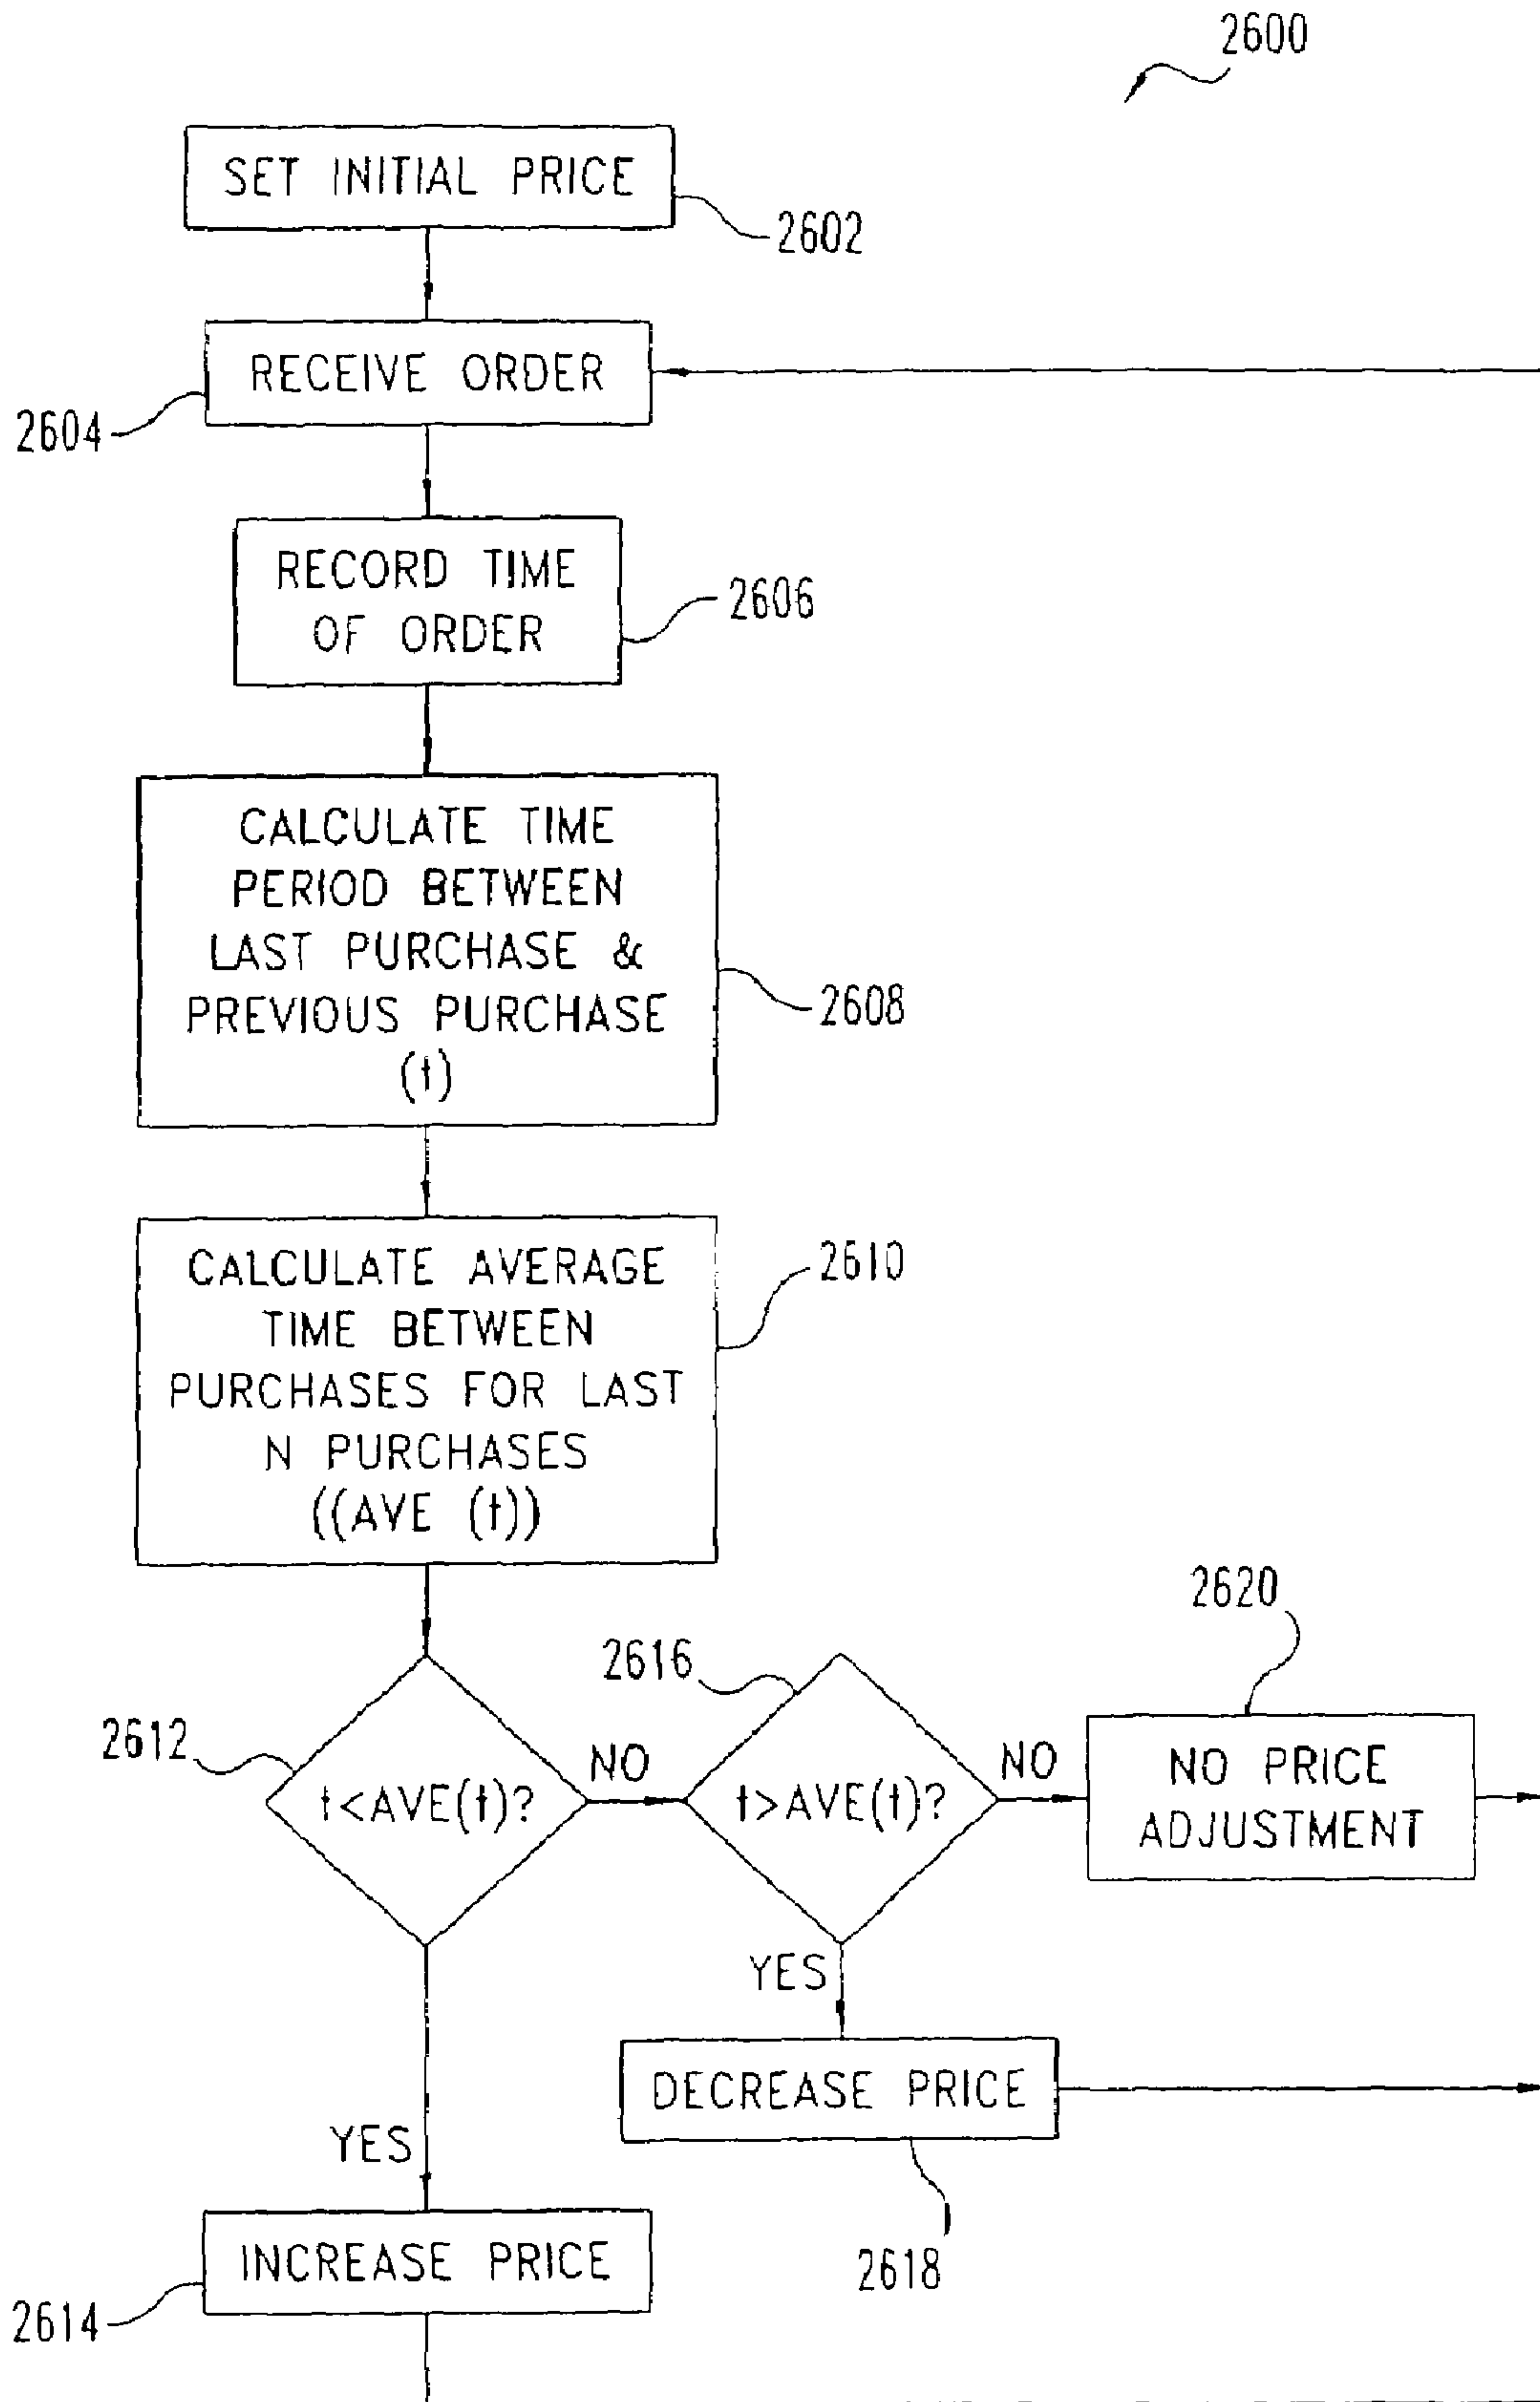 2600
SET INITIAL PRICE
2602
RECEIVE ORDER
2604
RECORD TIME
OF ORDER
2606
CALCULATE TIME
PERIOD BETWEEN
LAST PURCHASE &
PREVIOUS PURCHASE
(t)
2608
CALCULATE AVERAGE
TIME BETWEEN
PURCHASES FOR LAST
N PURCHASES
((AVE (t))
2610
2612
t<AVE(t)?
NO
2616
t>AVE(t)?
NO
2620
NO PRICE
ADJUSTMENT
YES
DECREASE PRICE
2618
YES
INCREASE PRICE
2614